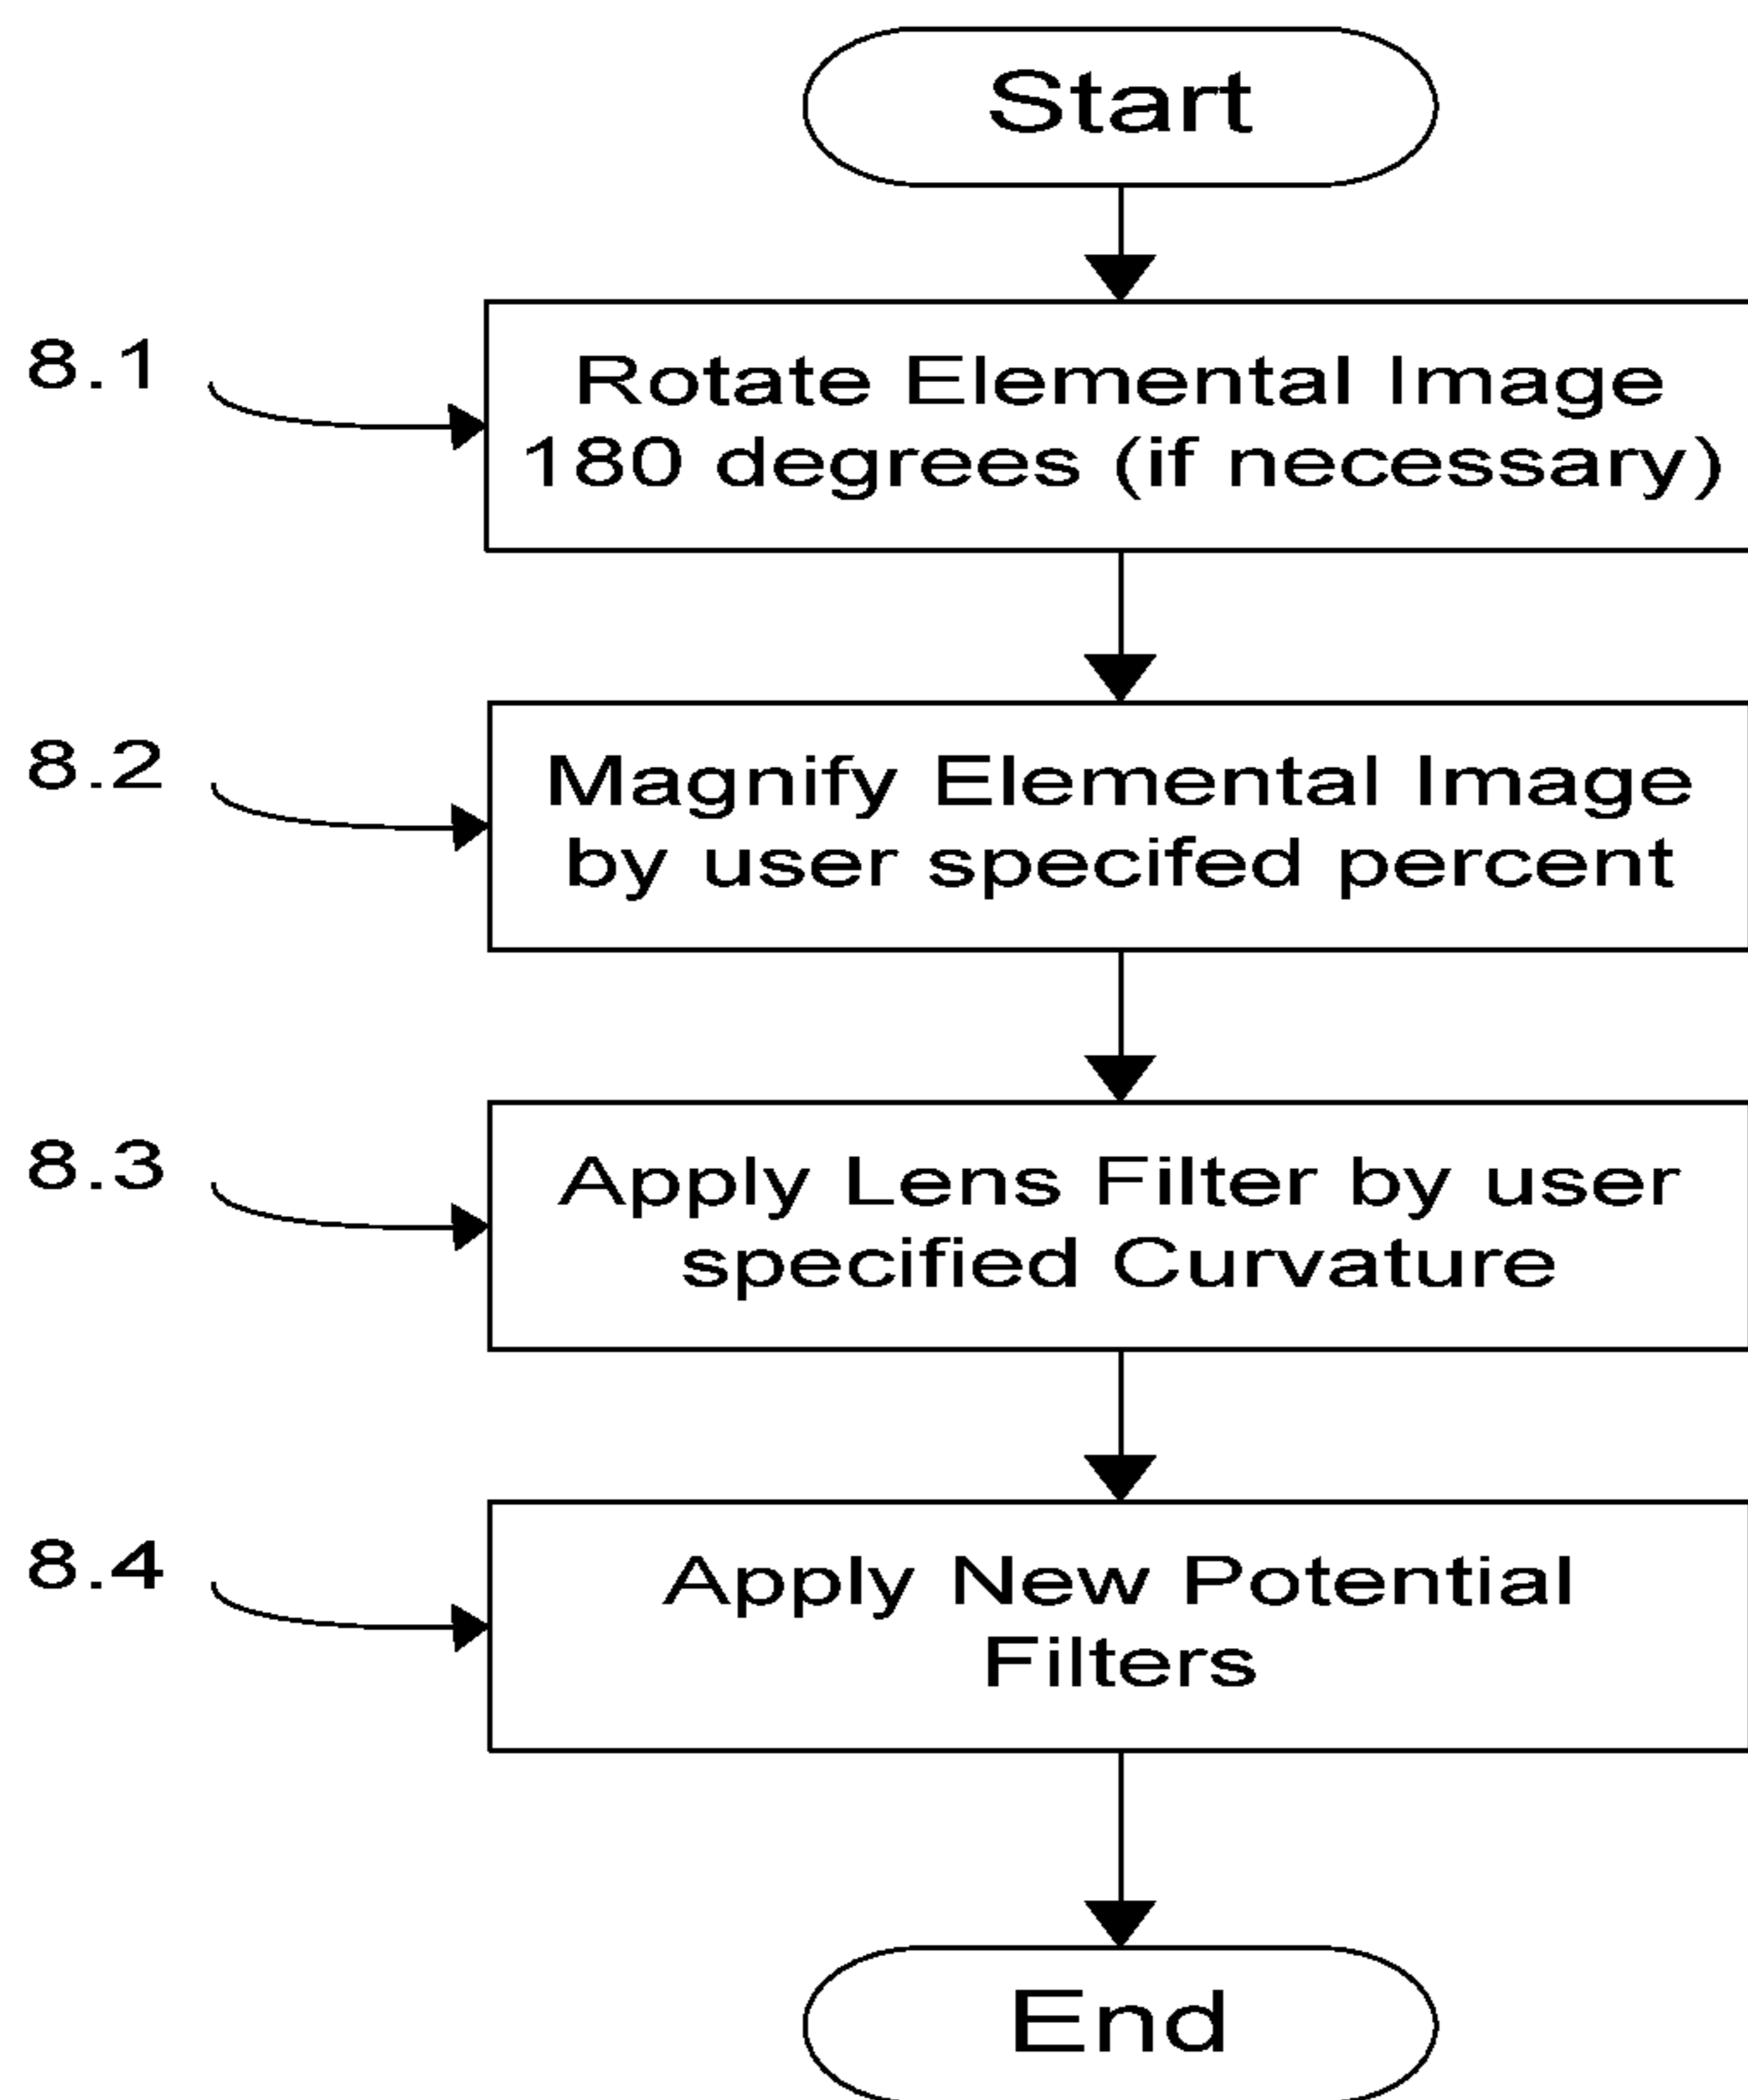 Start
8.1
Rotate Elemental Image
180 degrees (if necessary)
8.2
Magnify Elemental Image
by user specifed percent
8.3
Apply Lens Filter by user
specified Curvature
8.4
Apply New Potential
Filters
End